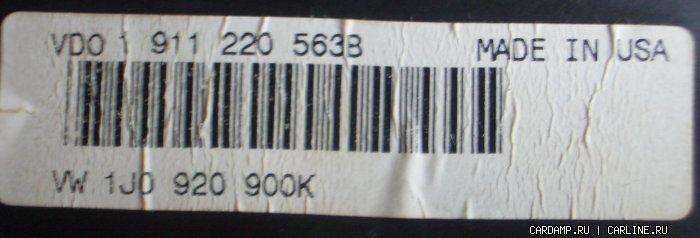 VDO 1 911 220 563B MADE IN USA
VW 1J0 920 900K
CARDAMP.RU | CARLINE.RU